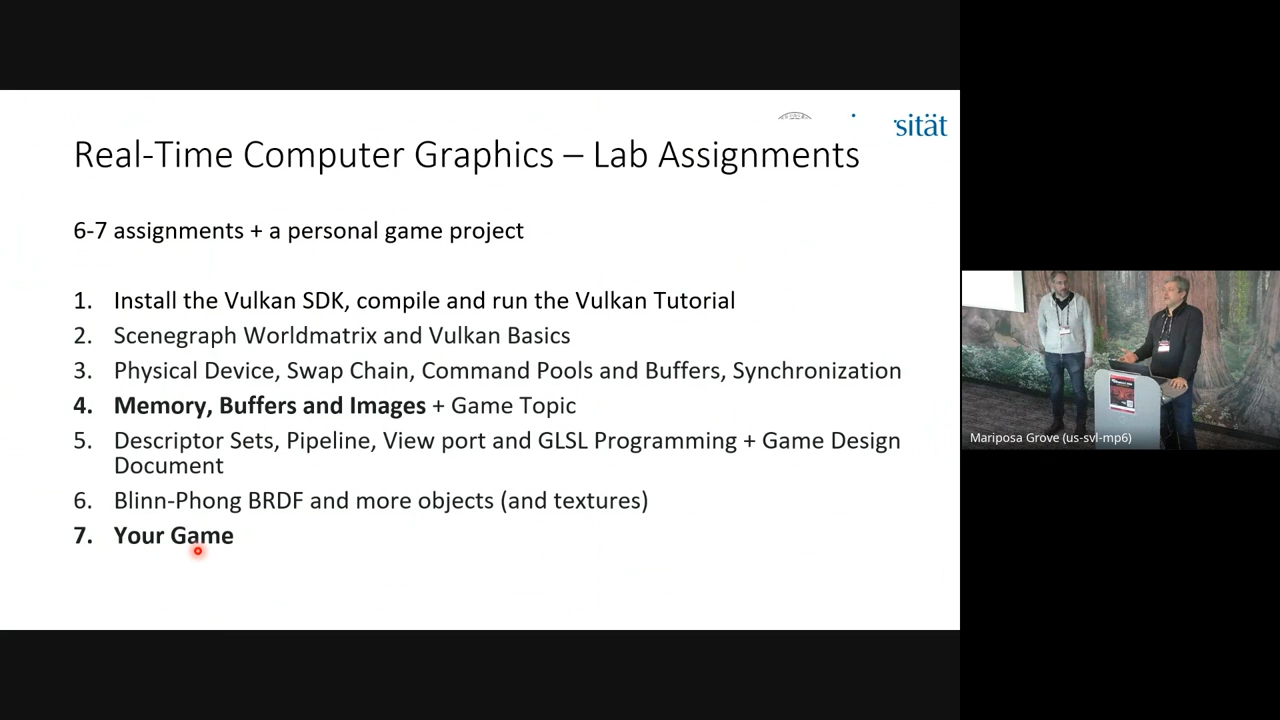 sität
Real-Time Computer Graphics – Lab Assignments
6-7 assignments + a personal game project
1. Install the Vulkan SDK, compile and run the Vulkan Tutorial
2. Scenegraph Worldmatrix and Vulkan Basics
3. Physical Device, Swap Chain, Command Pools and Buffers, Synchronization
4. Memory, Buffers and Images + Game Topic
5. Descriptor Sets, Pipeline, View port and GLSL Programming + Game Design
Document
6. Blinn-Phong BRDF and more objects (and textures)
7. Your Game
Mariposa Grove (us-svl-mp6)